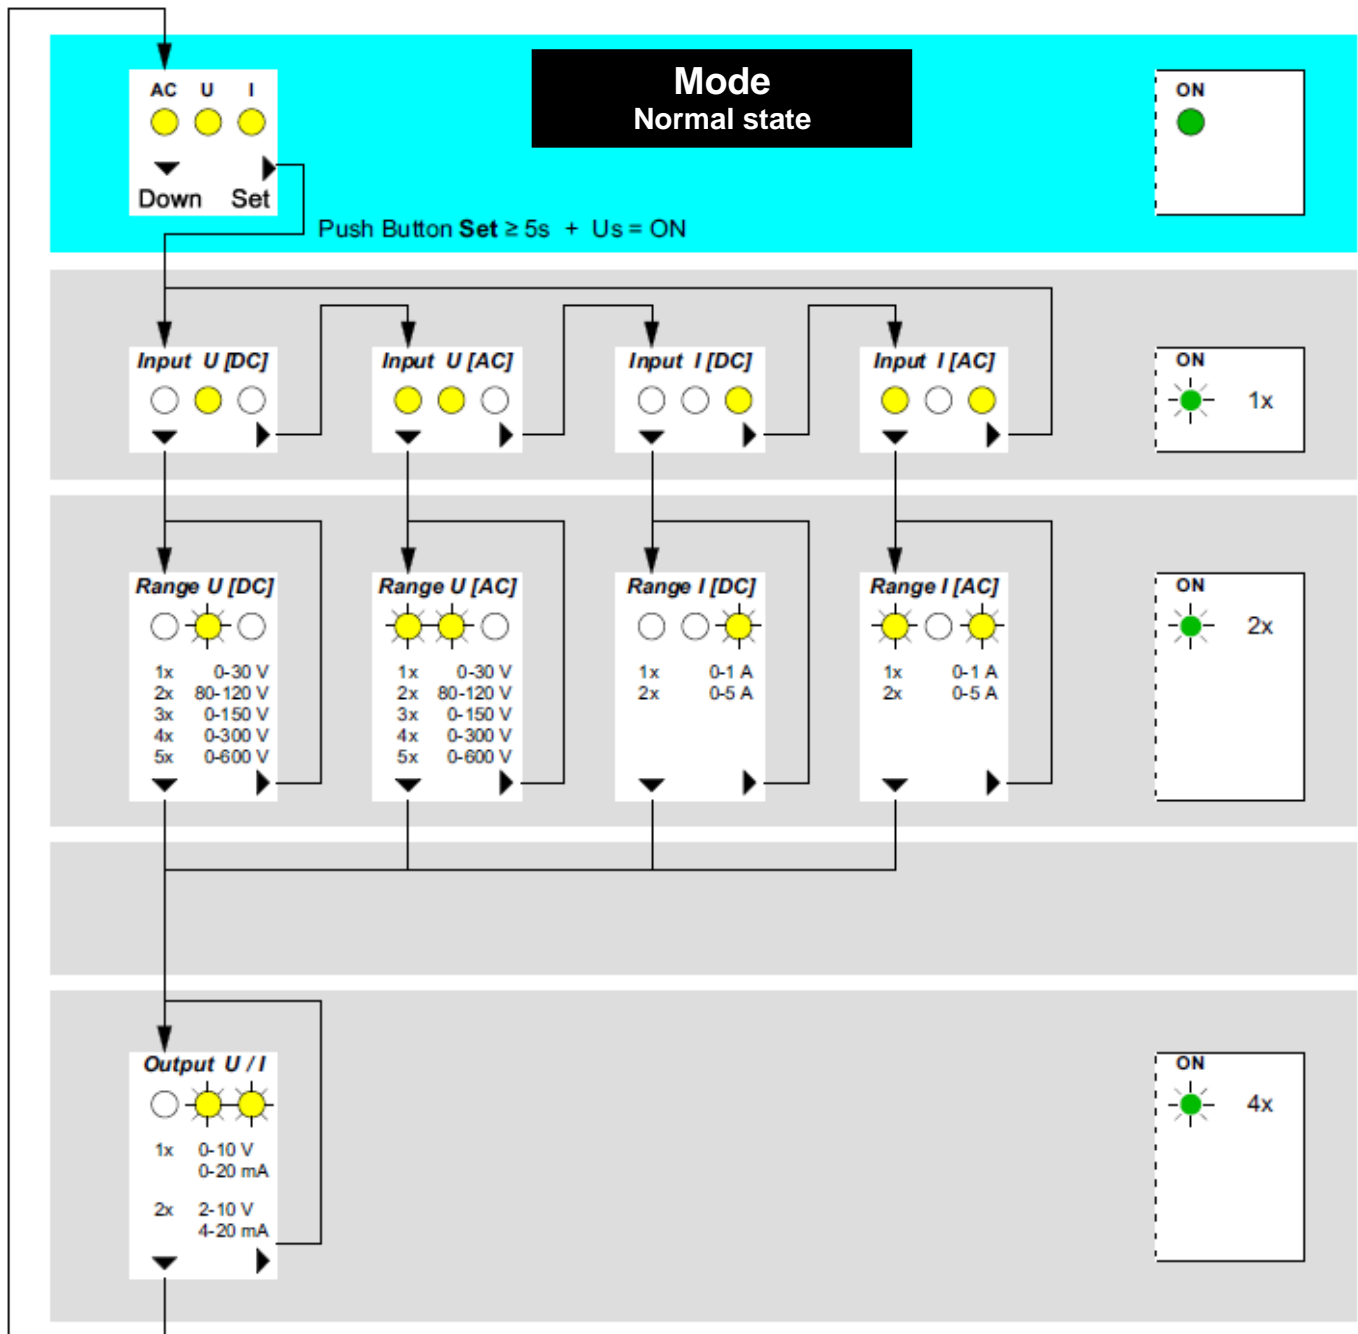 Mode
Normal state
AC U I
Down Set
ON
Push Button Set ≥ 5s + Us = ON
Input U [DC]
Input U [AC]
Input I [DC]
Input I [AC]
ON
1x
Range U [DC]
1x 0-30 V
2x 80-120 V
3x 0-150 V
4x 0-300 V
5x 0-600 V
Range U [AC]
1x 0-30 V
2x 80-120 V
3x 0-150 V
4x 0-300 V
5x 0-600 V
Range I [DC]
1x 0-1 A
2x 0-5 A
Range I [AC]
1x 0-1 A
2x 0-5 A
ON
2x
Output U / I
1x 0-10 V
0-20 mA
2x 2-10 V
4-20 mA
ON
4x